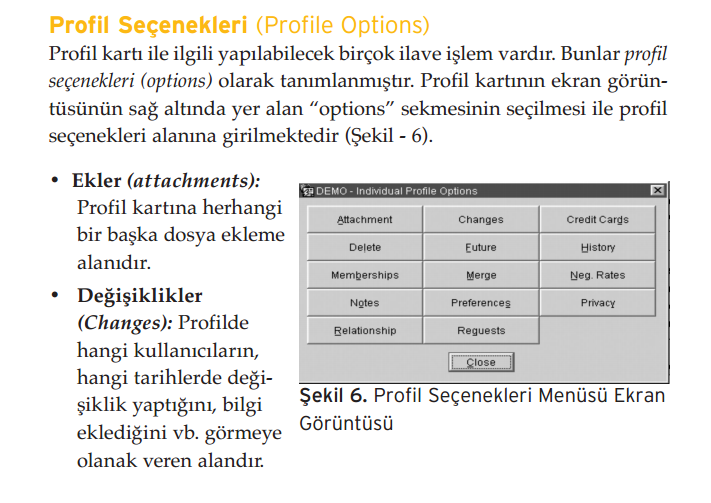 Profil Seçenekleri (Profile Options)
Profil kartı ile ilgili yapılabilecek birçok ilave işlem vardır. Bunlar profil
seçenekleri (options) olarak tanımlanmıştır. Profil kartının ekran görün-
tüsünün sağ altında yer alan “options” sekmesinin seçilmesi ile profil
seçenekleri alanına girilmektedir (Şekil - 6).
• Ekler (attachments):
Profil kartına herhangi
bir başka dosya ekleme
alanıdır.
• Değişiklikler
(Changes): Profilde
hangi kullanıcıların,
hangi tarihlerde deği-
şiklik yaptığını, bilgi
eklediğini vb. görmeye
olanak veren alandır.
DEMO - Individual Profile Options
Attachment Changes Credit Cards
Delete Future History
Memberships Merge Neg. Rates
Notes Preferences Privacy
Relationship Reguests
Close
Şekil 6. Profil Seçenekleri Menüsü Ekran
Görüntüsü